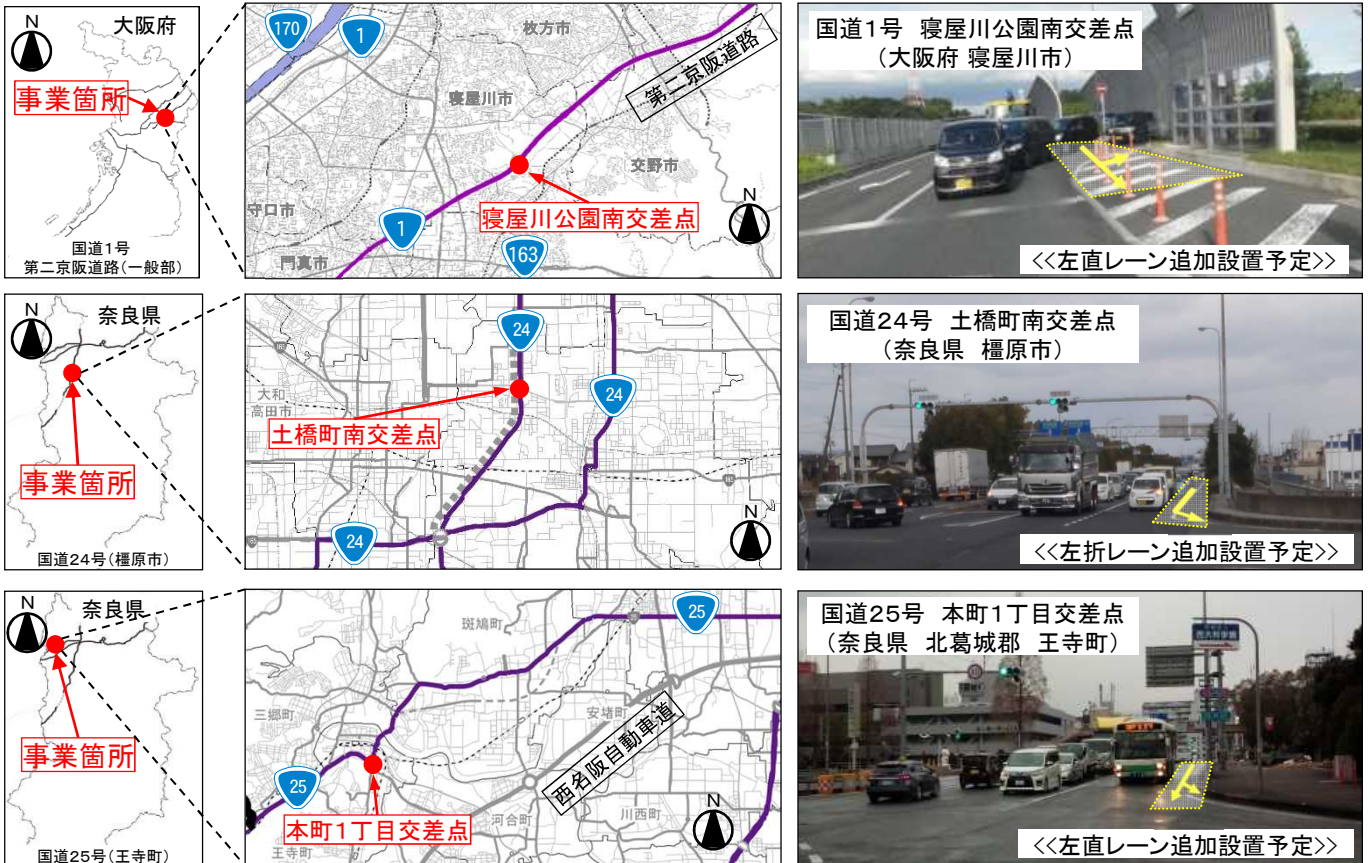 N
大阪府
事業箇所
国道1号
第二京阪道路(一般部)
170
1
枚方市
第二京阪道路
寝屋川市
交野市
N
守口市
寝屋川公園南交差点
1
163
門真市
国道1号 寝屋川公園南交差点
(大阪府 寝屋川市)
<<左直レーン追加設置予定>>
N
奈良県
事業箇所
国道24号(橿原市)
24
24
大和
高田市
土橋町南交差点
N
24
国道24号 土橋町南交差点
(奈良県 橿原市)
<<左折レーン追加設置予定>>
N
奈良県
事業箇所
国道25号(王寺町)
25
斑鳩町
三郷町
安堵町
西名阪自動車道
25
N
本町1丁目交差点
河合町
川西町
王寺町
国道25号 本町1丁目交差点
(奈良県 北葛城郡 王寺町)
<<左直レーン追加設置予定>>